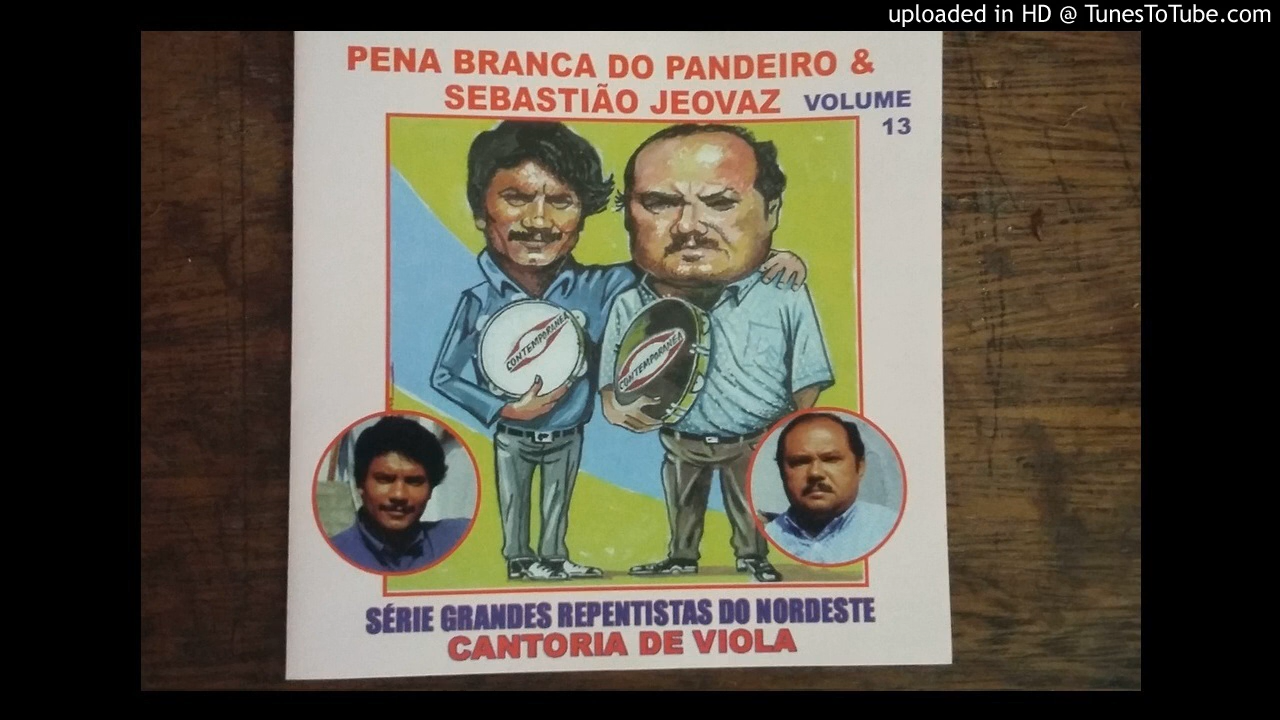 uploaded in HD @ TunesToTube.com
PENA BRANCA DO PANDEIRO &
SEBASTIÃO JEOVAZ
VOLUME
13
CONTEMPORANEA
CONTEMPORANEA
SÉRIE GRANDES REPENTISTAS DO NORDESTE
CANTORIA DE VIOLA